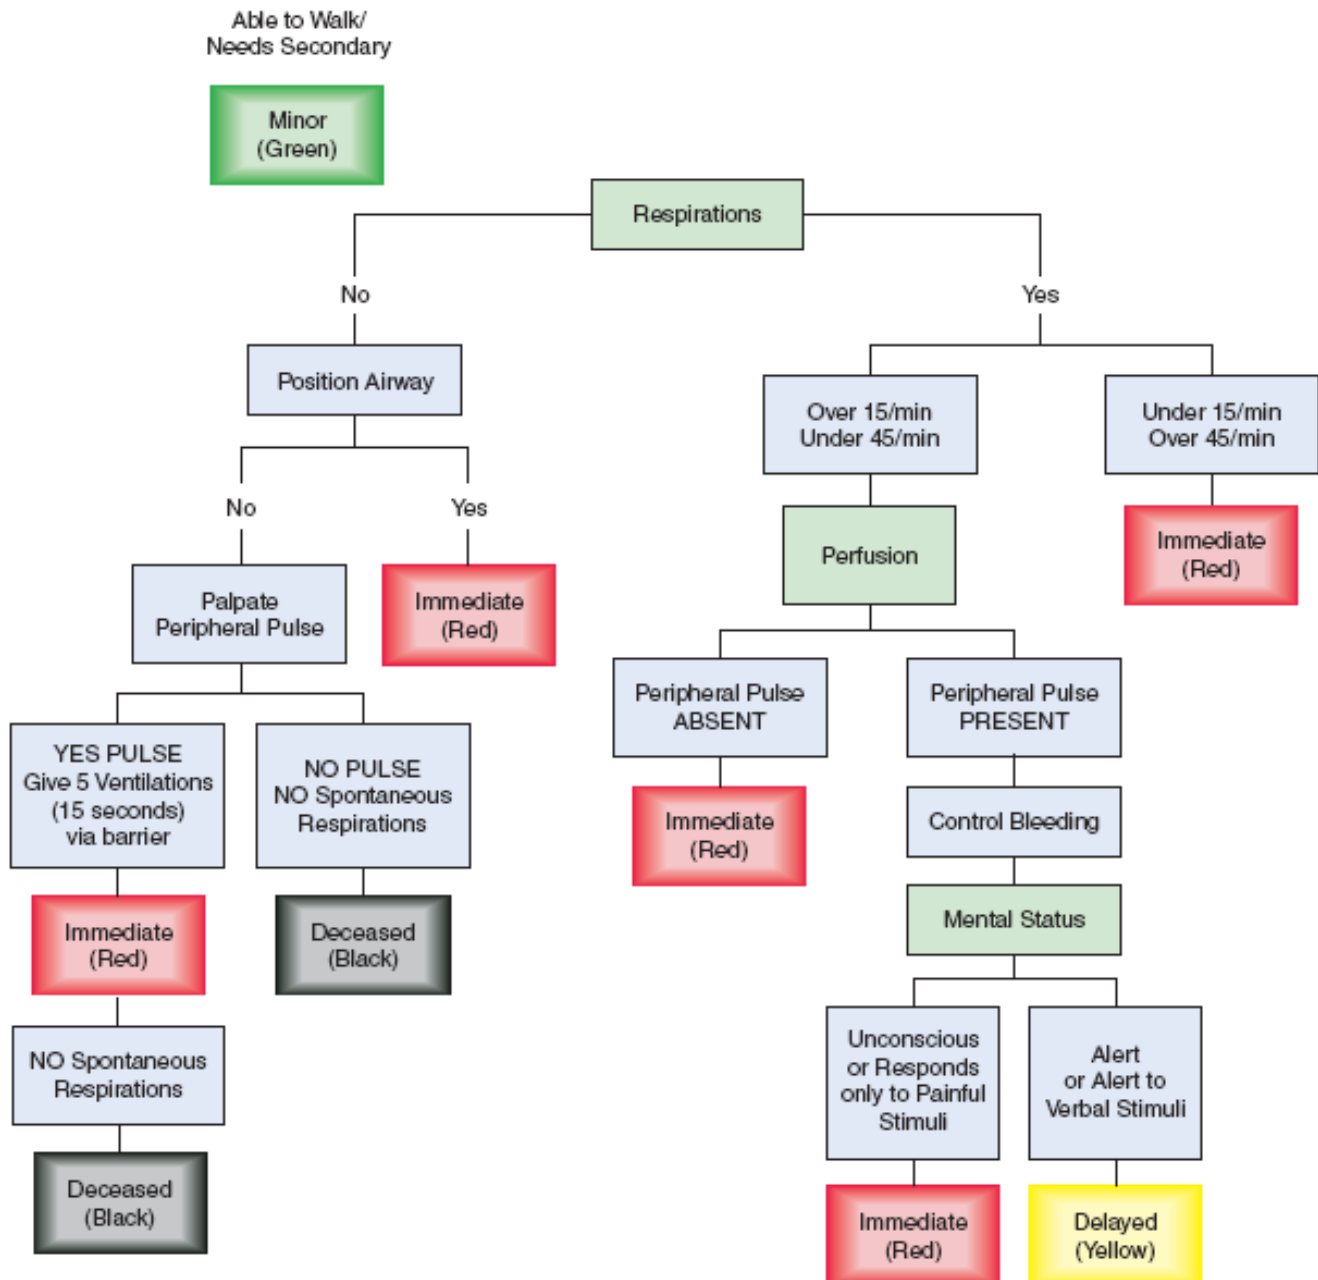 Able to Walk/
Needs Secondary
Minor
(Green)
Respirations
No
Yes
Position Airway
Over 15/min
Under 45/min
Under 15/min
Over 45/min
No
Yes
Immediate
(Red)
Perfusion
Palpate
Peripheral Pulse
Immediate
(Red)
Peripheral Pulse
ABSENT
Peripheral Pulse
PRESENT
YES PULSE
Give 5 Ventilations
(15 seconds)
via barrier
NO PULSE
NO Spontaneous
Respirations
Immediate
(Red)
Control Bleeding
Immediate
(Red)
Deceased
(Black)
Mental Status
NO Spontaneous
Respirations
Unconscious
or Responds
only to Painful
Stimuli
Alert
or Alert to
Verbal Stimuli
Deceased
(Black)
Immediate
(Red)
Delayed
(Yellow)